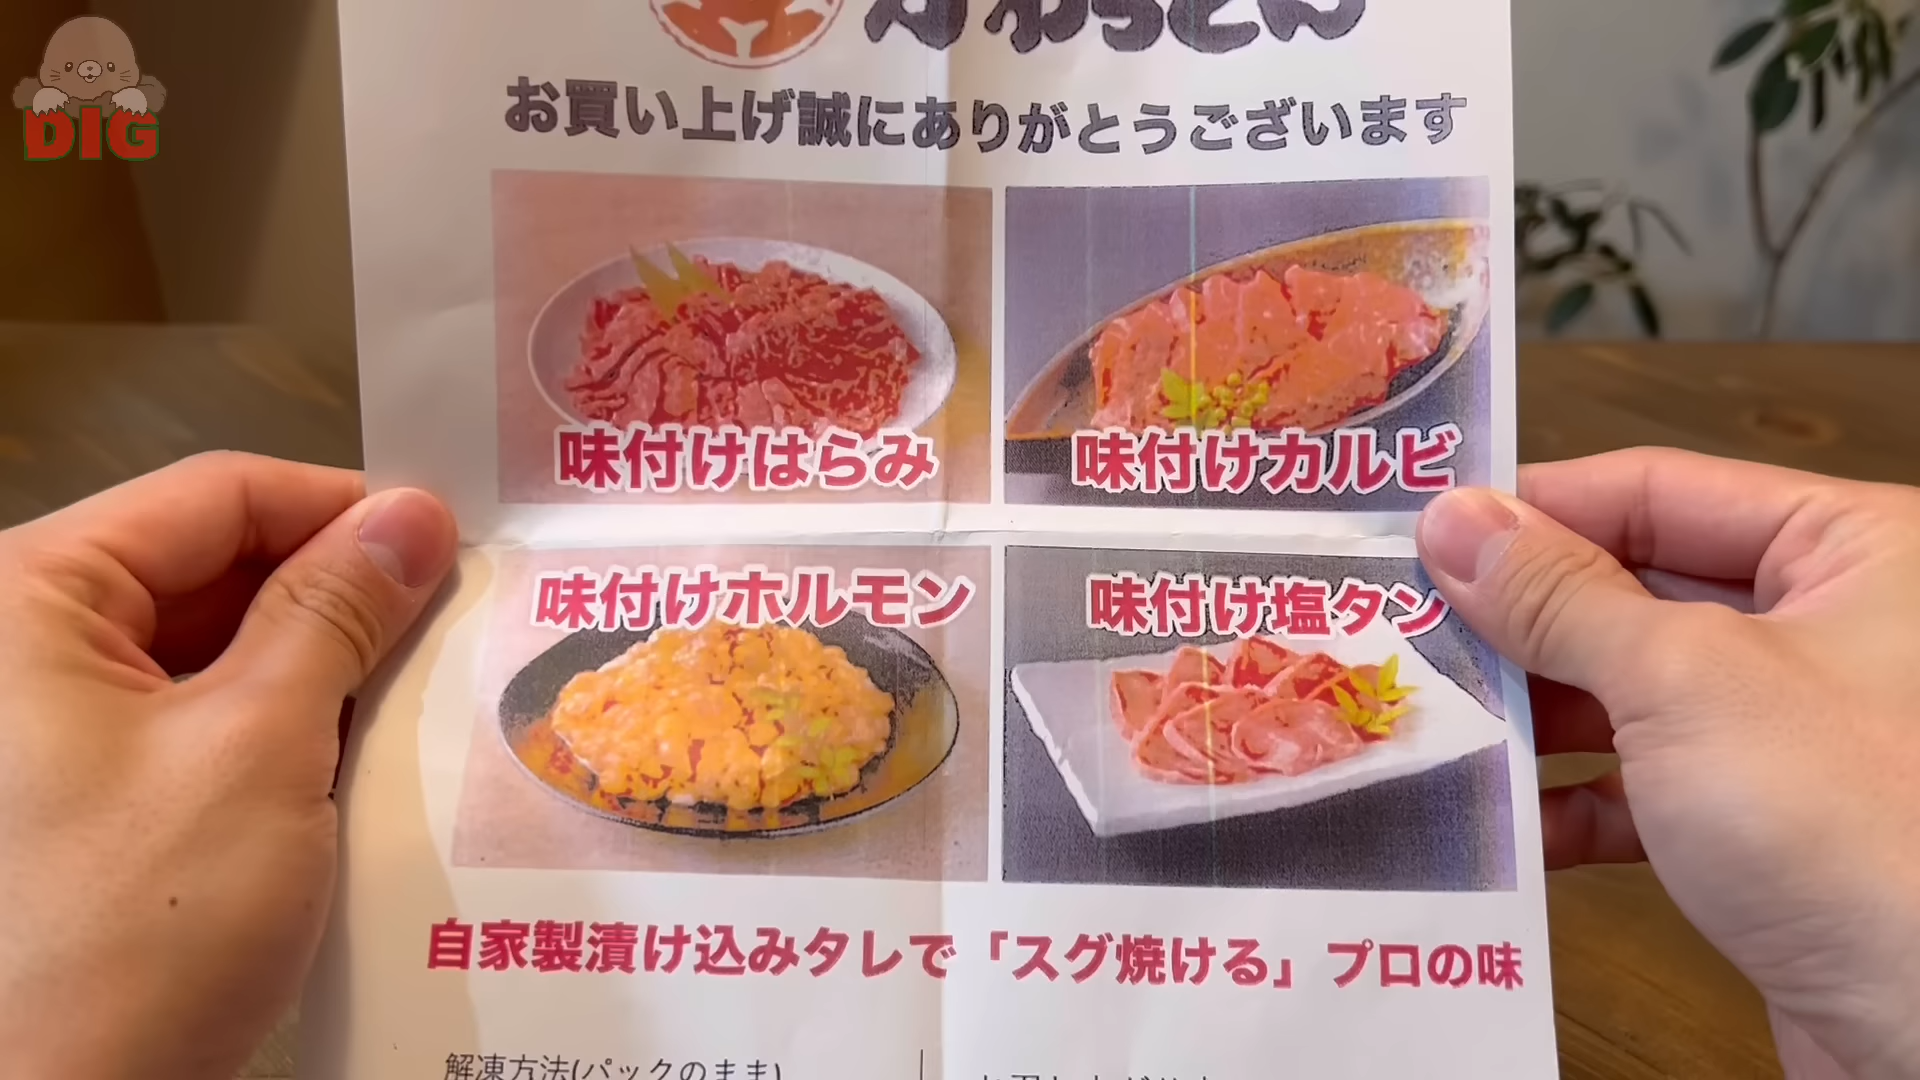 DIG
お買い上げ誠にありがとうございます
味付けはらみ
味付けカルビ
味付けホルモン
味付け塩タン
自家製漬け込みタレで「スグ焼ける」プロの味
解凍方法(パックのまま)